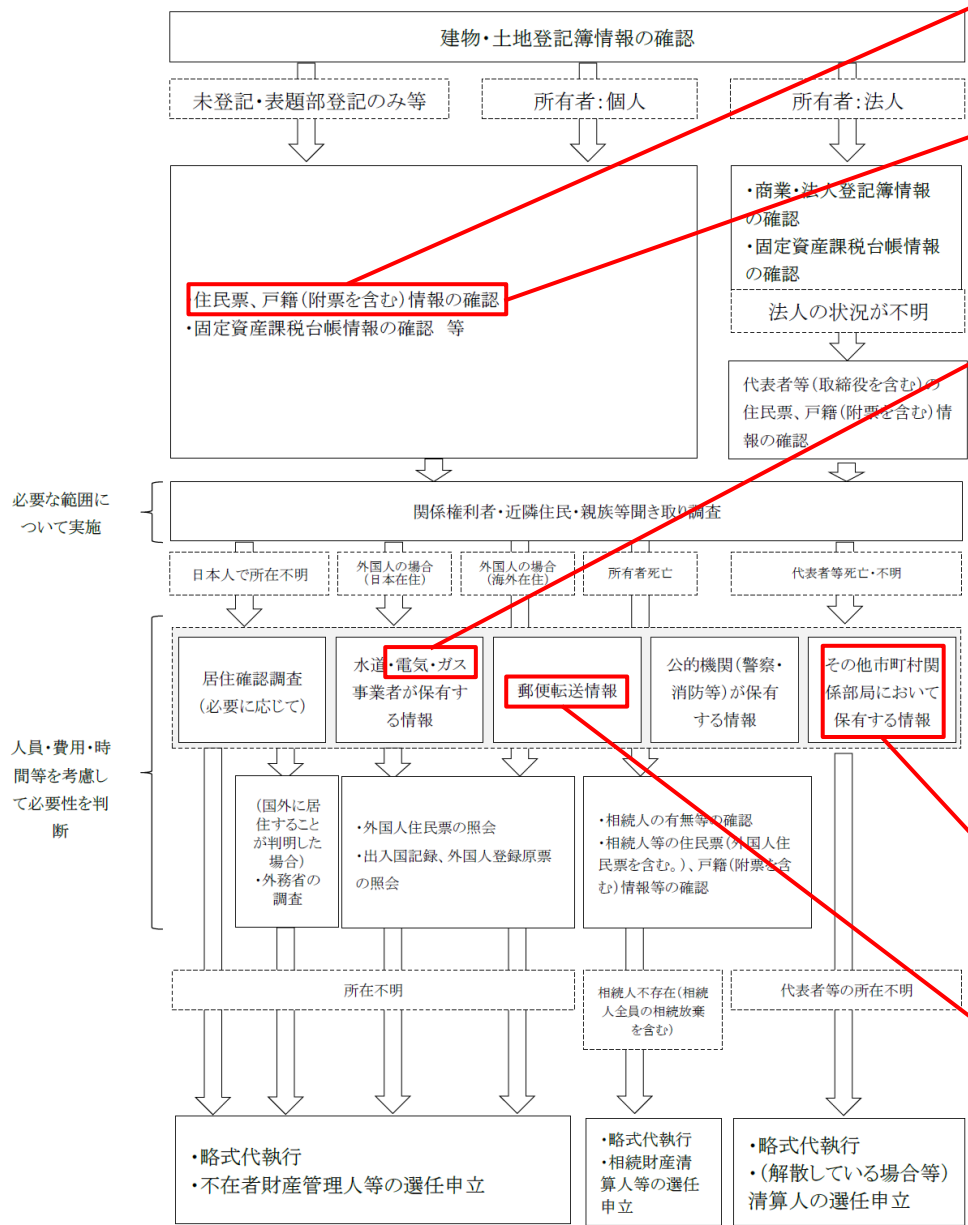 建物・土地登記簿情報の確認
未登記・表題部登記のみ等
所有者:個人
所有者:法人
・住民票、戸籍(附票を含む)情報の確認
・固定資産課税台帳情報の確認 等
・商業・法人登記簿情報
の確認
・固定資産課税台帳情報
の確認
法人の状況が不明
代表者等(取締役を含む)の
住民票、戸籍(附票を含む)情
報の確認
必要な範囲に
ついて実施
関係権利者・近隣住民・親族等聞き取り調査
日本人で所在不明
外国人の場合
(日本在住)
外国人の場合
(海外在住)
所有者死亡
代表者等死亡・不明
人員・費用・時
間等を考慮し
て必要性を判
断
居住確認調査
(必要に応じて)
水道・電気・ガス
事業者が保有す
る情報
郵便転送情報
公的機関(警察・
消防等)が保有
する情報
その他市町村関
係部局において
保有する情報
(国外に居
住すること
が判明した
場合)
・外務省の
調査
・外国人住民票の照会
・出入国記録、外国人登録原票
の照会
・相続人の有無等の確認
・相続人等の住民票(外国人住
民票を含む。)、戸籍(附票を含
む)情報等の確認
所在不明
相続人不存在(相続
人全員の相続放棄
を含む)
代表者等の所在不明
・略式代執行
・不在者財産管理人等の選任申立
・略式代執行
・相続財産清
算人等の選任
申立
・略式代執行
・(解散している場合等)
清算人の選任申立